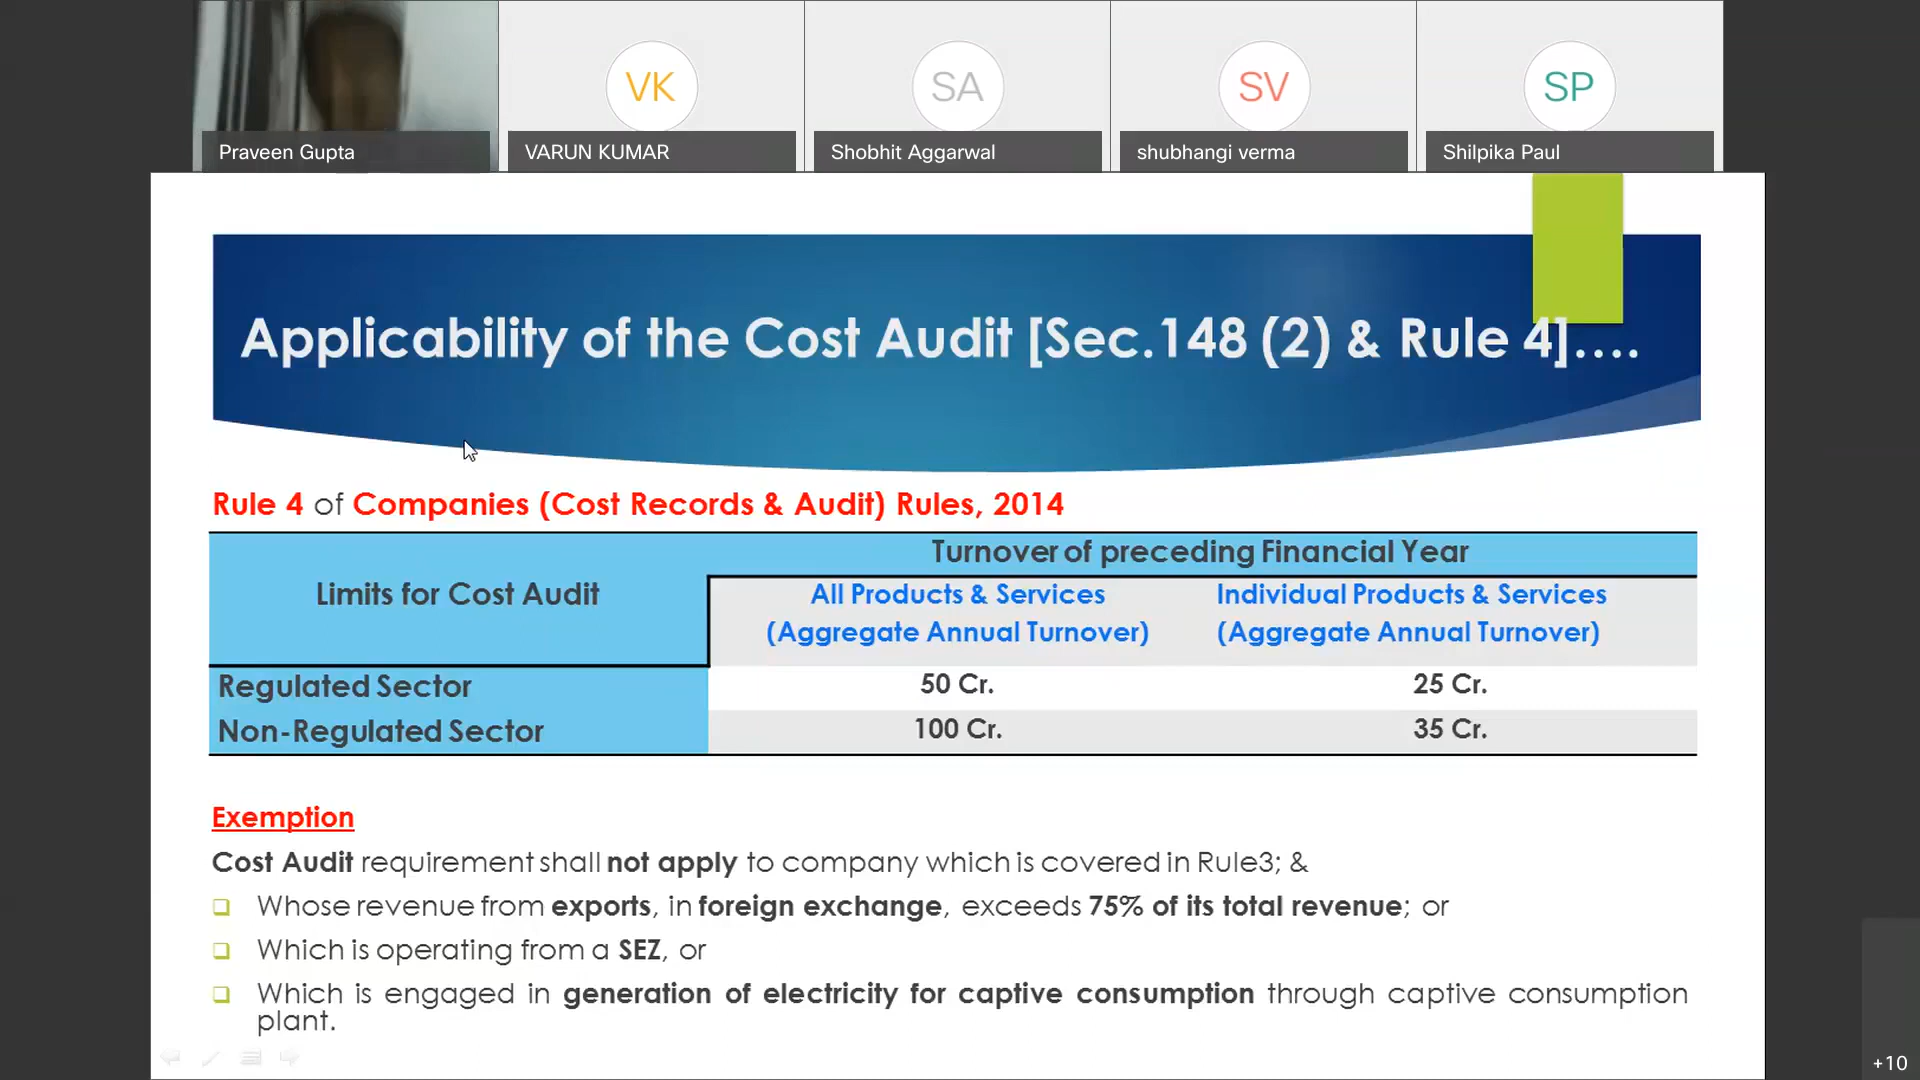 VK
SA
SV
SP
Praveen Gupta
VARUN KUMAR
Shobhit Aggarwal
shubhangi verma
Shilpika Paul
Applicability of the Cost Audit [Sec.148 (2) & Rule 4]....
Rule 4 of Companies (Cost Records & Audit) Rules, 2014
Turnover of preceding Financial Year
Limits for Cost Audit
All Products & Services
(Aggregate Annual Turnover)
Individual Products & Services
(Aggregate Annual Turnover)
Regulated Sector 50 Cr. 25 Cr.
Non-Regulated Sector 100 Cr. 35 Cr.
Exemption
Cost Audit requirement shall not apply to company which is covered in Rule3; &
Whose revenue from exports, in foreign exchange, exceeds 75% of its total revenue; or
Which is operating from a SEZ, or
Which is engaged in generation of electricity for captive consumption through captive consumption
plant.
+10